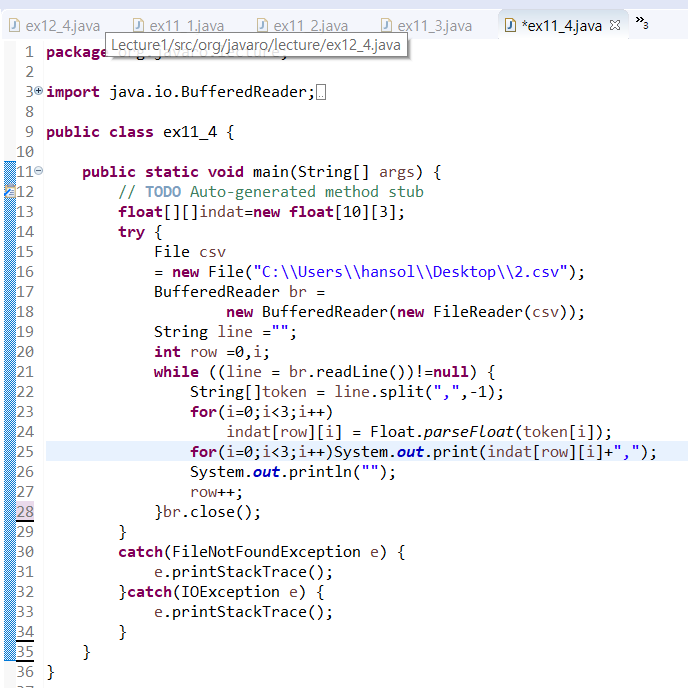 ex12_4.java ex11_1.java ex11_2.java ex11_3.java *ex11_4.java »3
Lecture1/src/org/javaro/lecture/ex12_4.java
1 package
2
3 import java.io.BufferedReader;
8
9 public class ex11_4 {
10
11 public static void main(String[] args) {
12 // TODO Auto-generated method stub
13 float[][]indat=new float[10][3];
14 try {
15 File csv
16 = new File("C:\\Users\\hansol\\Desktop\\2.csv");
17 BufferedReader br =
18 new BufferedReader(new FileReader(csv));
19 String line ="";
20 int row =0,i;
21 while ((line = br.readLine())!=null) {
22 String[]token = line.split(",",-1);
23 for(i=0;i<3;i++)
24 indat[row][i] = Float.parseFloat(token[i]);
25 for(i=0;i<3;i++)System.out.print(indat[row][i]+",");
26 System.out.println("");
27 row++;
28 }br.close();
29 }
30 catch(FileNotFoundException e) {
31 e.printStackTrace();
32 }catch(IOException e) {
33 e.printStackTrace();
34 }
35 }
36 }